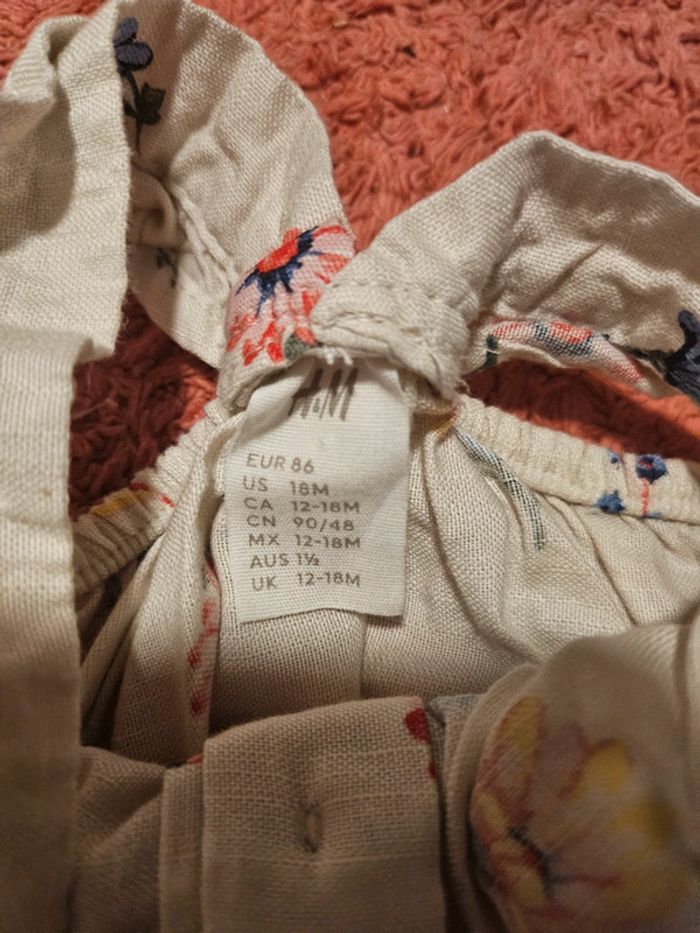 H&M
EUR 86
US 18M
CA 12-18M
CN 90/48
MX 12-18M
AUS 1½
UK 12-18M